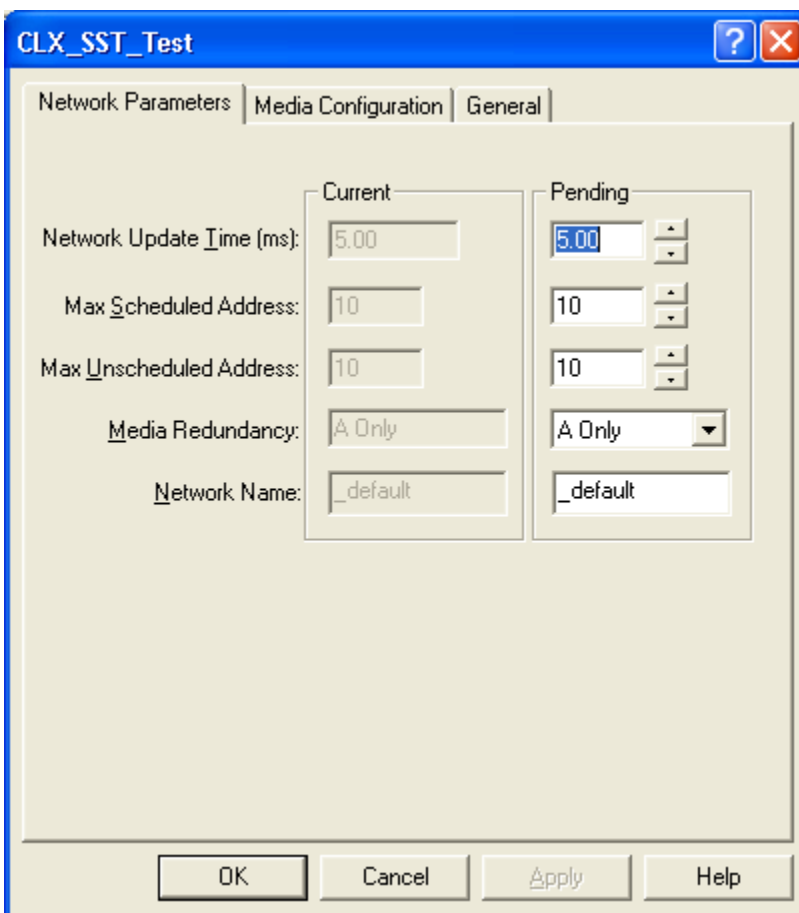 CLX_SST_Test
Network Parameters Media Configuration General
Current Pending
Network Update Time (ms): 5.00 5.00
Max Scheduled Address: 10 10
Max Unscheduled Address: 10 10
Media Redundancy: A Only A Only
Network Name: _default _default
OK Cancel Apply Help